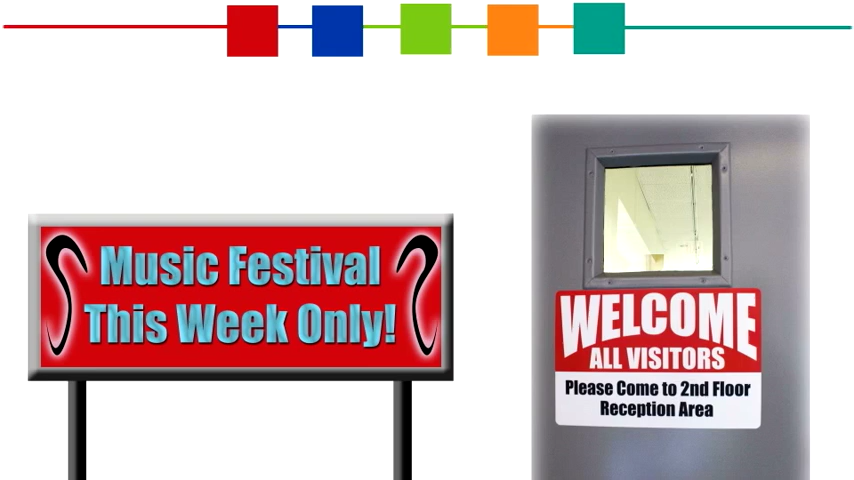 Music Festival
This Week Only!
WELCOME
ALL VISITORS
Please Come to 2nd Floor
Reception Area